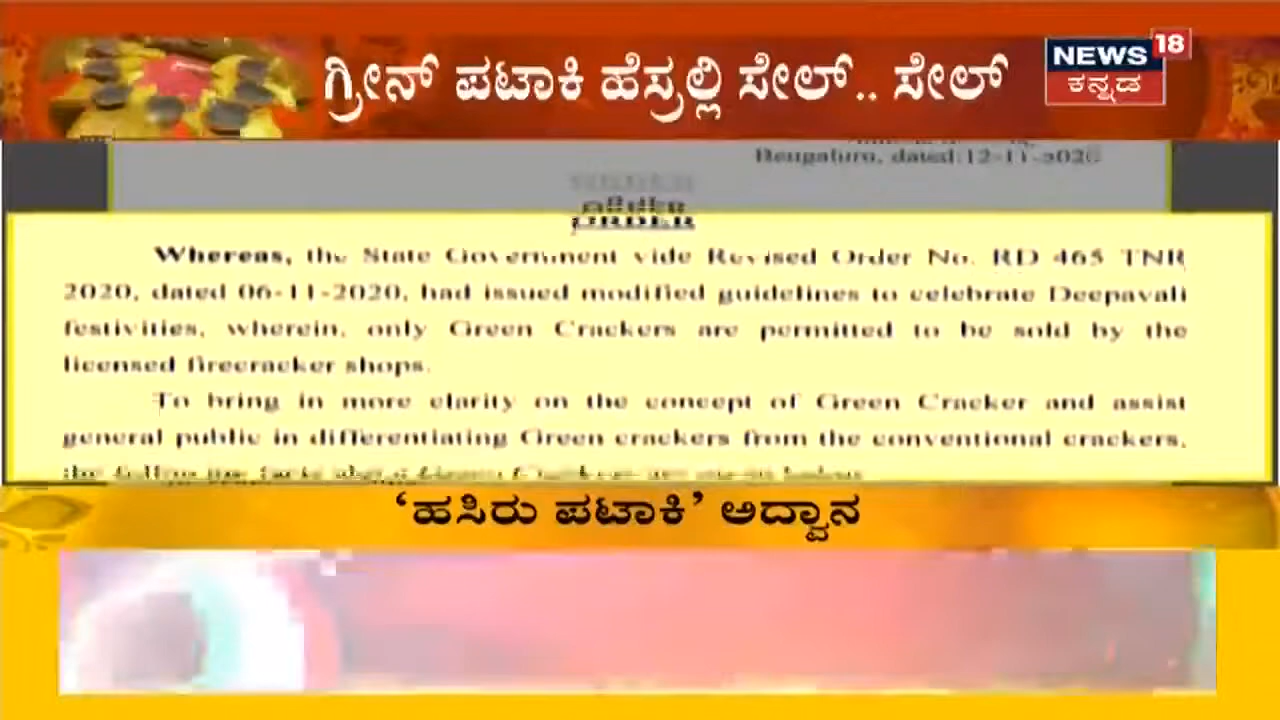 ಗ್ರೀನ್ ಪಟಾಕಿ ಹೆಸ್ರಲ್ಲಿ ಸೇಲ್.. ಸೇಲ್
NEWS 18
ಕನ್ನಡ
Bengaluru, dated:12-11-2020
ORDER
Whereas, the State Government vide Revised Order No. RD 465 TNR
2020, dated 06-11-2020, had issued modified guidelines to celebrate Deepavali
festivities, wherein, only Green Crackers are permitted to be sold by the
licensed firecracker shops.
To bring in more clarity on the concept of Green Cracker and assist
general public in differentiating Green crackers from the conventional crackers,
‘ಹಸಿರು ಪಟಾಕಿ’ ಅದ್ವಾನ